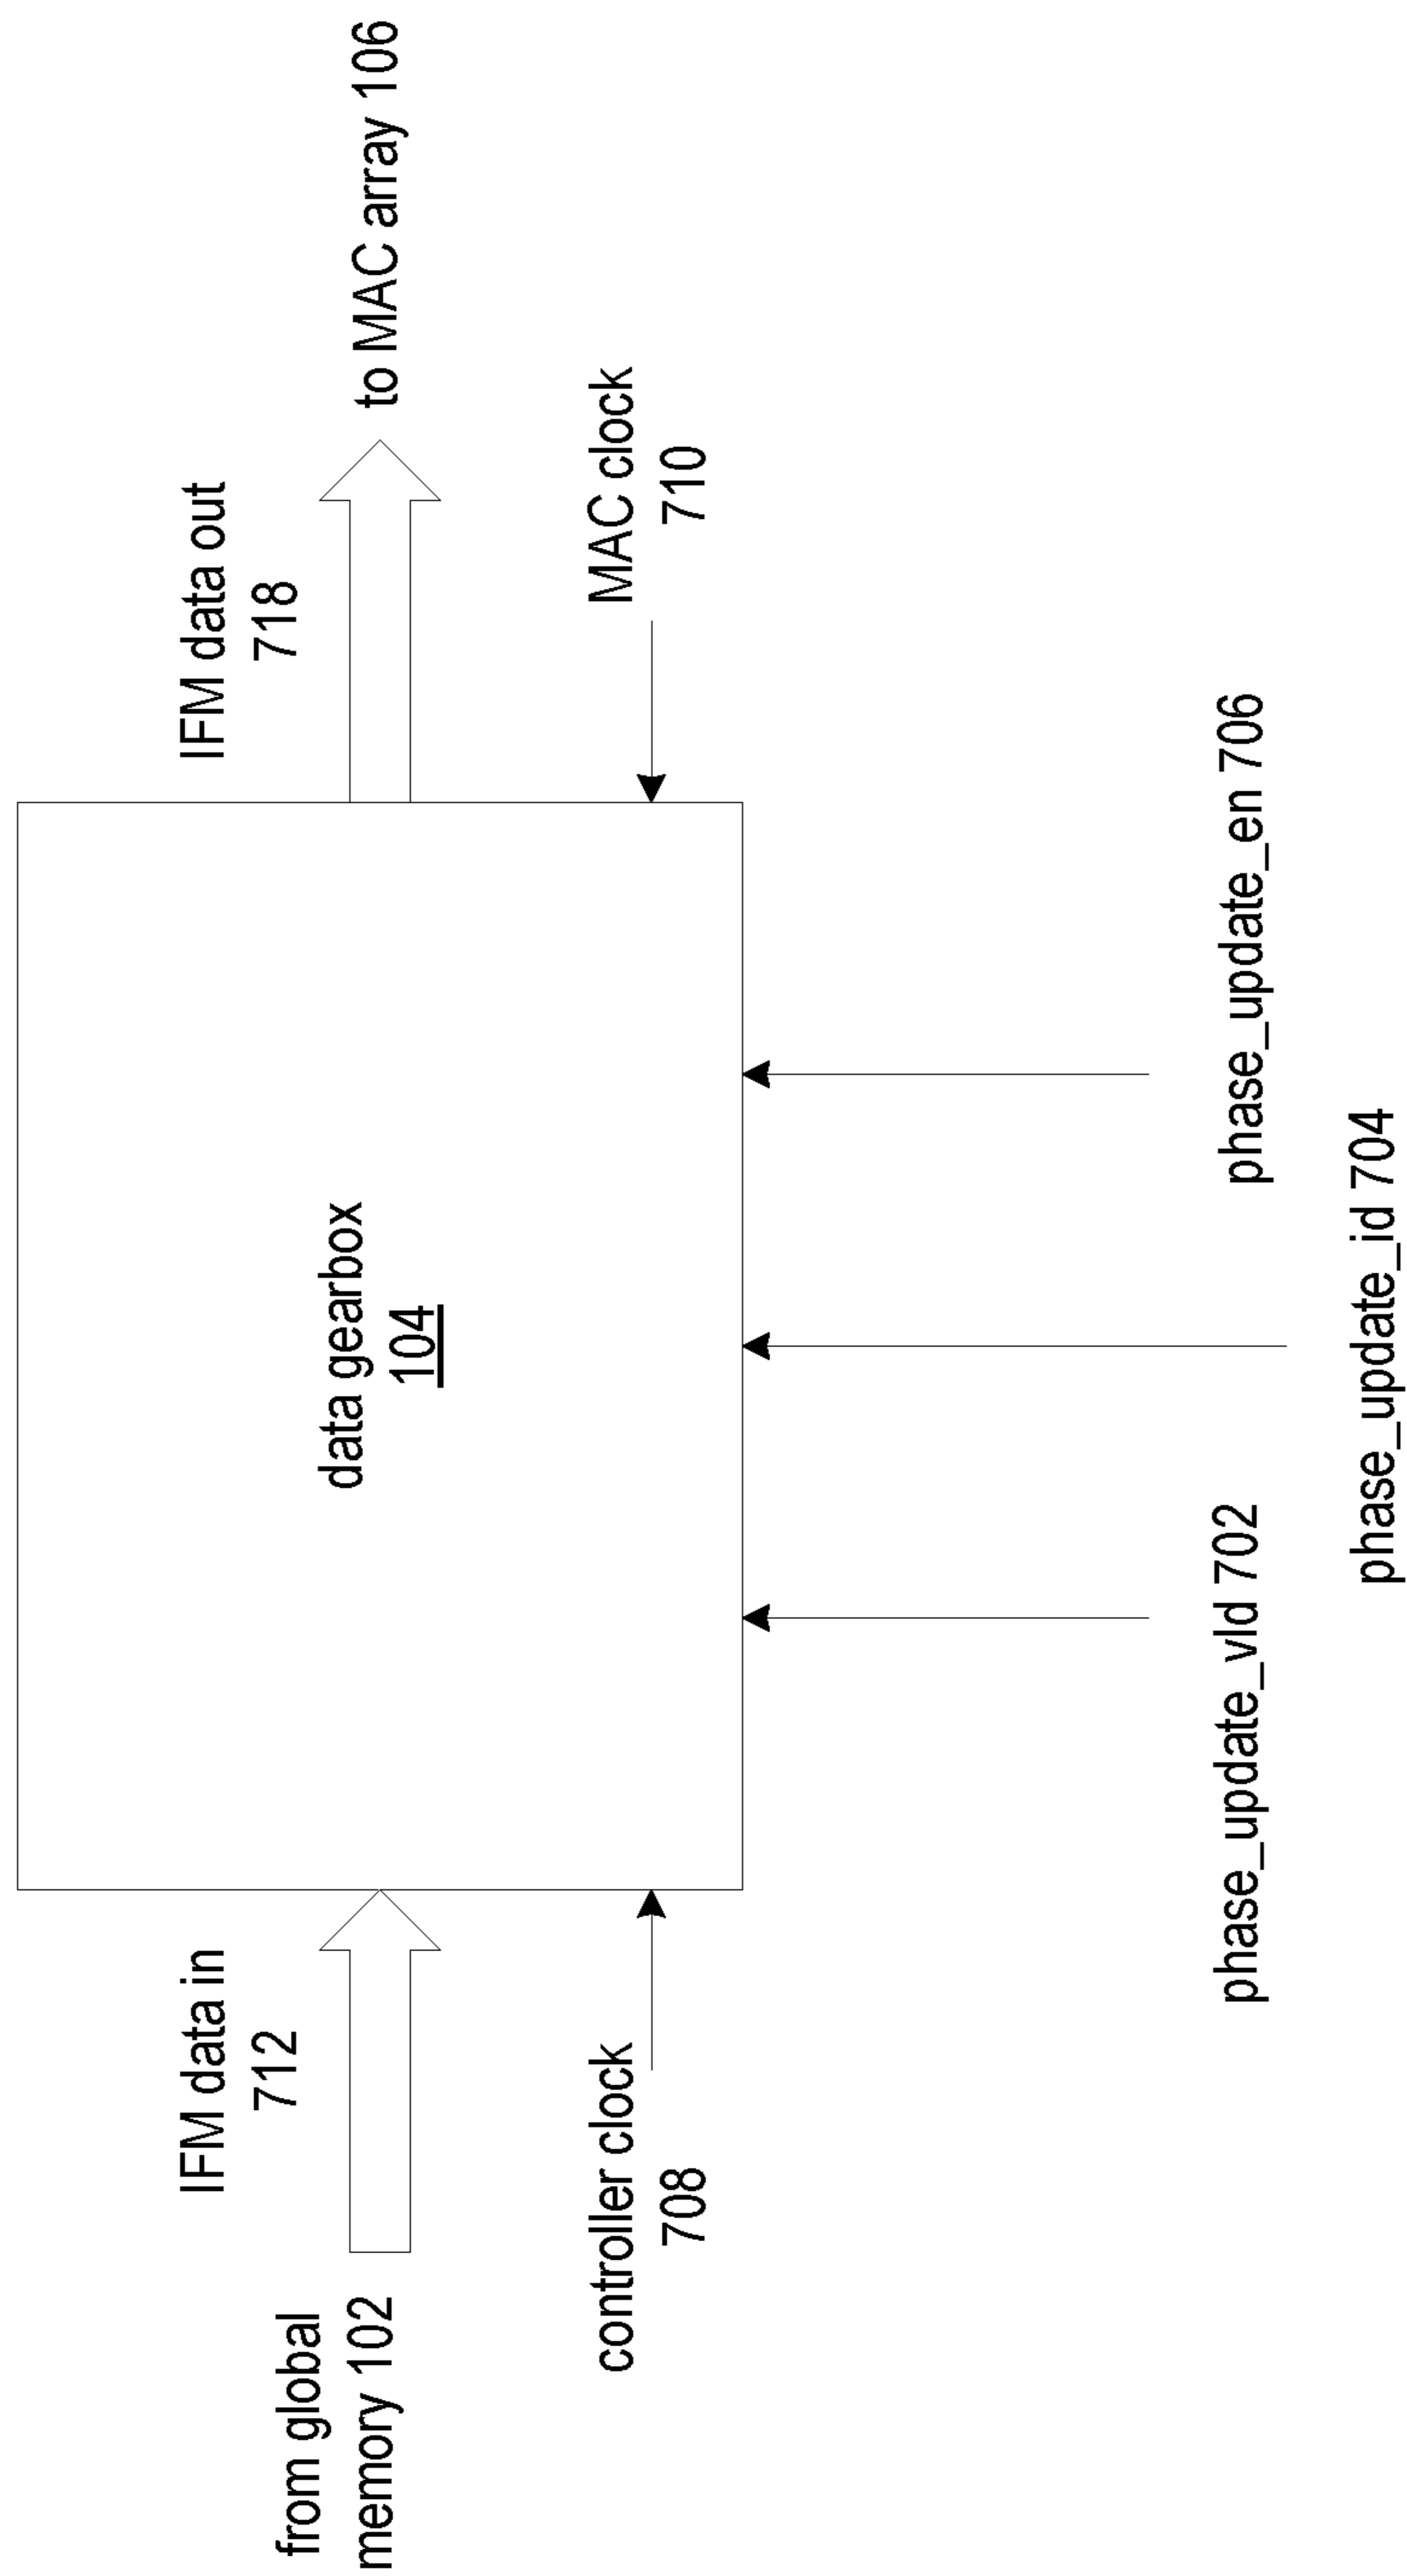 IFM data in
712
from global
memory 102
controller clock
708
data gearbox
104
IFM data out
718
to MAC array 106
MAC clock
710
phase_update_vld 702
phase_update_id 704
phase_update_en 706